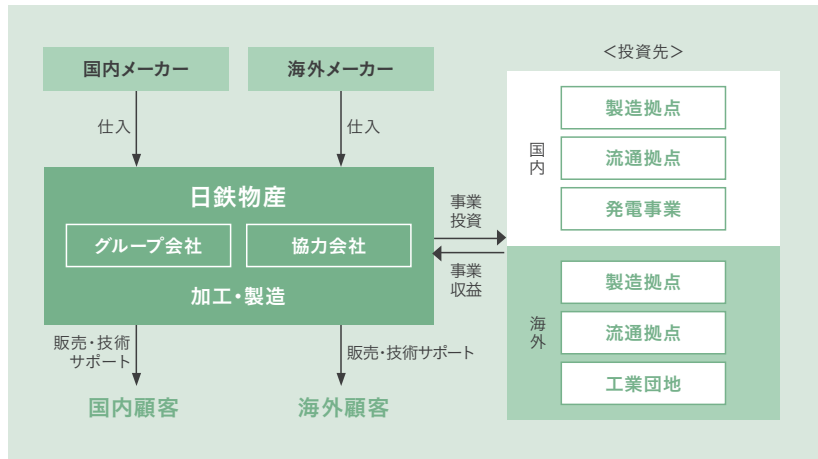 国内メーカー
海外メーカー
仕入
仕入
日鉄物産
グループ会社
協力会社
加工・製造
販売・技術
サポート
販売・技術サポート
国内顧客
海外顧客
事業
投資
事業
収益
＜投資先＞
国内
製造拠点
流通拠点
発電事業
海外
製造拠点
流通拠点
工業団地